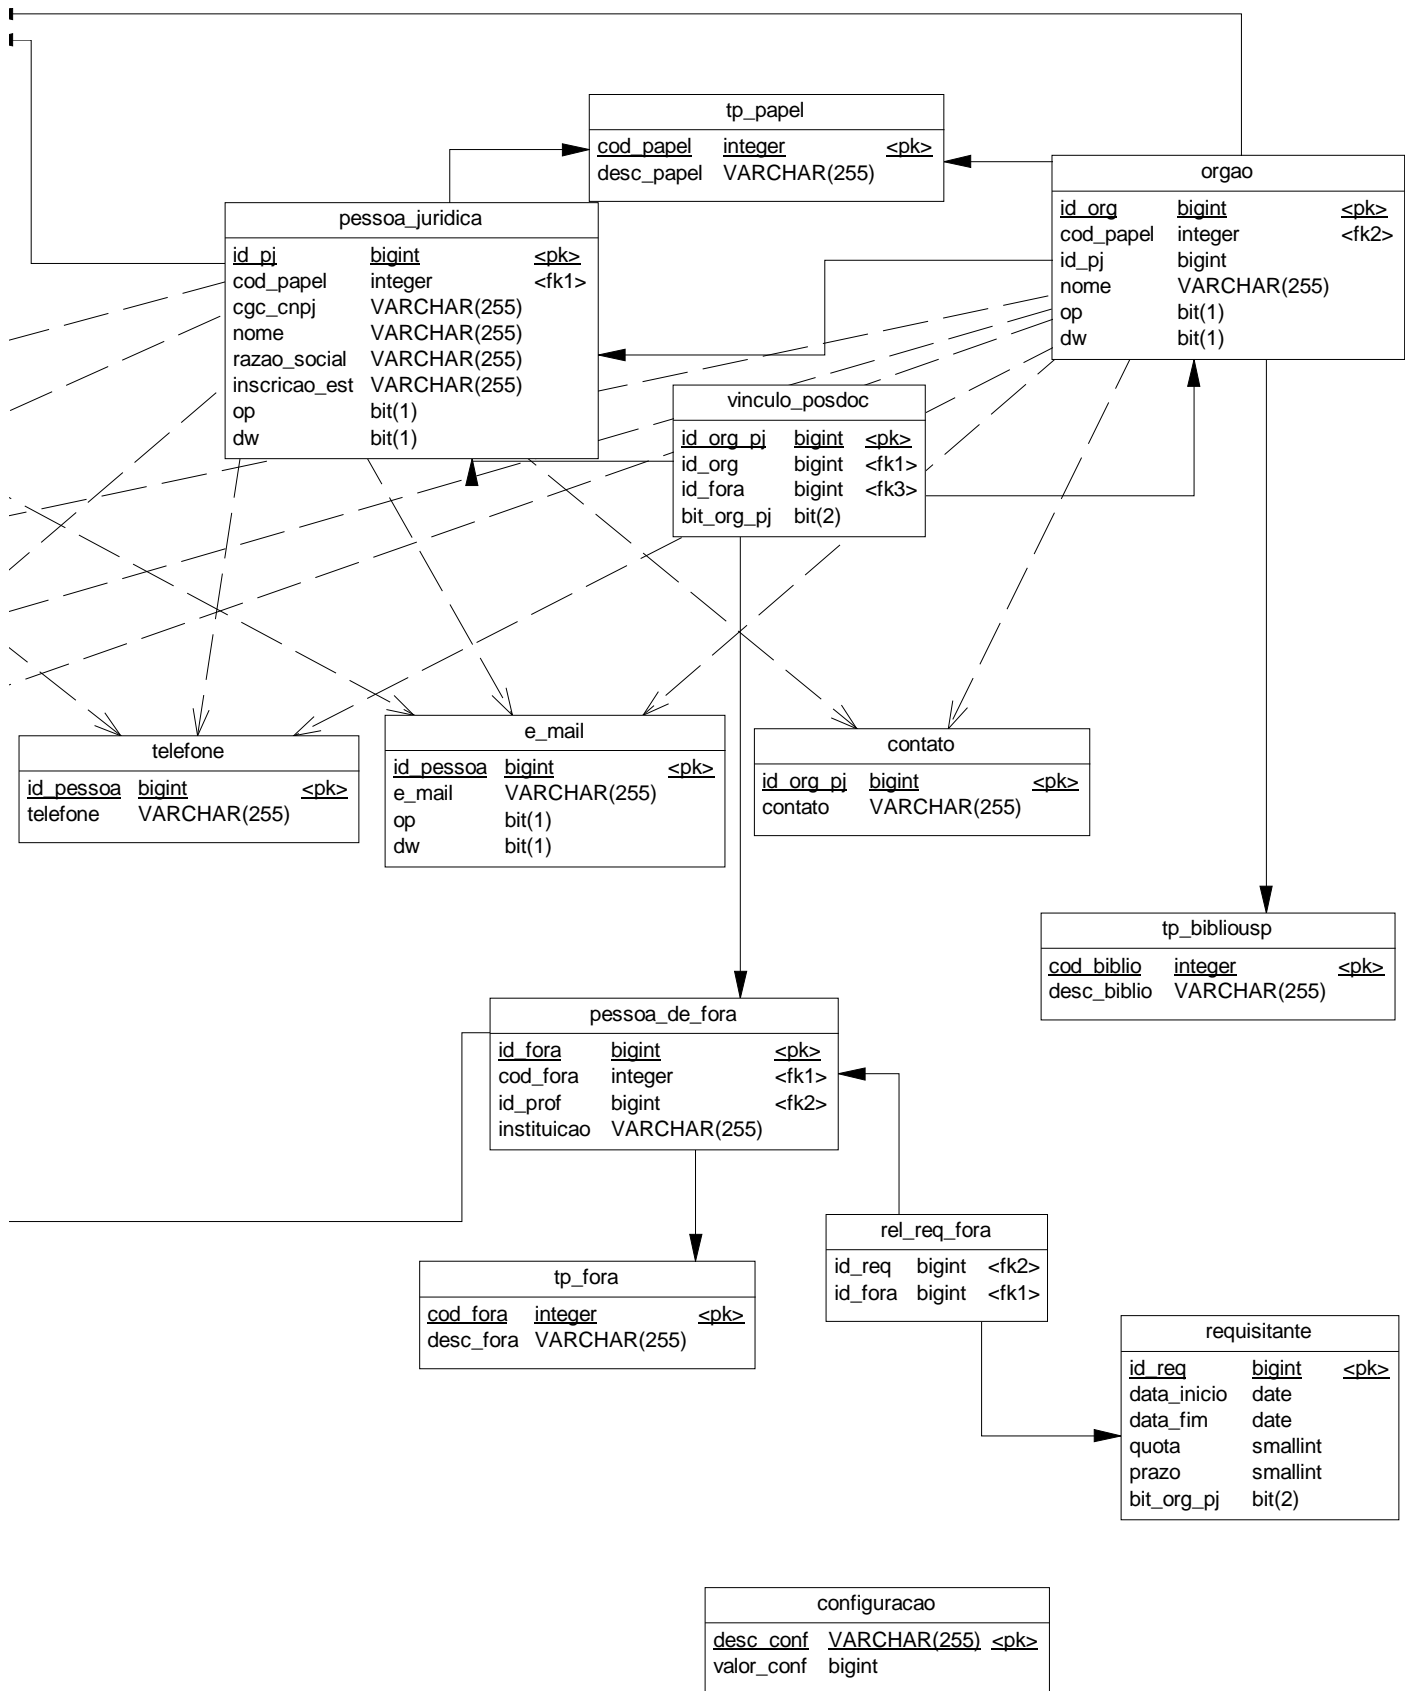 tp_papel
cod_papel integer <pk>
desc_papel VARCHAR(255)
orgao
id_org bigint <pk>
cod_papel integer <fk2>
id_pj bigint
nome VARCHAR(255)
op bit(1)
dw bit(1)
pessoa_juridica
id_pj bigint <pk>
cod_papel integer <fk1>
cgc_cnpj VARCHAR(255)
nome VARCHAR(255)
razao_social VARCHAR(255)
inscricao_est VARCHAR(255)
op bit(1)
dw bit(1)
vinculo_posdoc
id_org_pj bigint <pk>
id_org bigint <fk1>
id_fora bigint <fk3>
bit_org_pj bit(2)
telefone
id_pessoa bigint <pk>
telefone VARCHAR(255)
e_mail
id_pessoa bigint <pk>
e_mail VARCHAR(255)
op bit(1)
dw bit(1)
contato
id_org_pj bigint <pk>
contato VARCHAR(255)
tp_bibliousp
cod_biblio integer <pk>
desc_biblio VARCHAR(255)
pessoa_de_fora
id_fora bigint <pk>
cod_fora integer <fk1>
id_prof bigint <fk2>
instituicao VARCHAR(255)
rel_req_fora
id_req bigint <fk2>
id_fora bigint <fk1>
tp_fora
cod_fora integer <pk>
desc_fora VARCHAR(255)
requisitante
id_req bigint <pk>
data_inicio date
data_fim date
quota smallint
prazo smallint
bit_org_pj bit(2)
configuracao
desc_conf VARCHAR(255) <pk>
valor_conf bigint